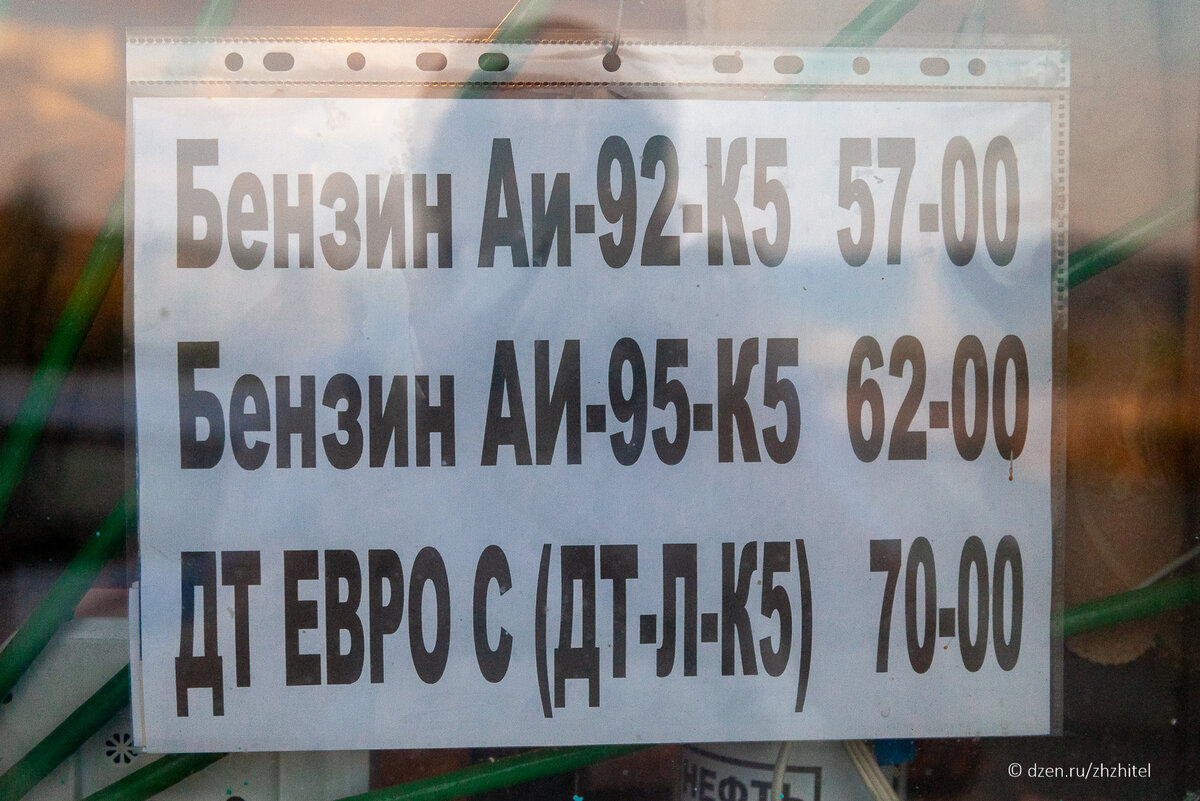 Бензин Аи-92-К5 57-00
Бензин АИ-95-К5 62-00
ДТ ЕВРО С (ДТ-Л-К5) 70-00
НЕФТЬ
© dzen.ru/zhzhitel